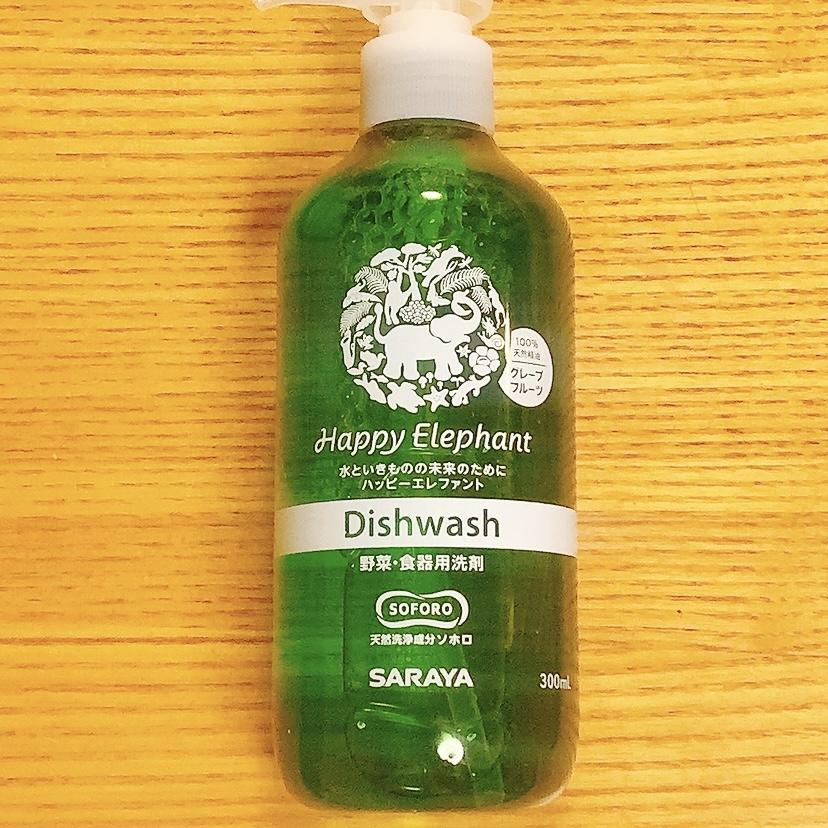 100%
天然精油
グレープ
フルーツ
Happy Elephant
水といきものの未来のために
ハッピーエレファント
Dishwash
野菜・食器用洗剤
SOFORO
天然洗浄成分ソホロ
SARAYA
300mL